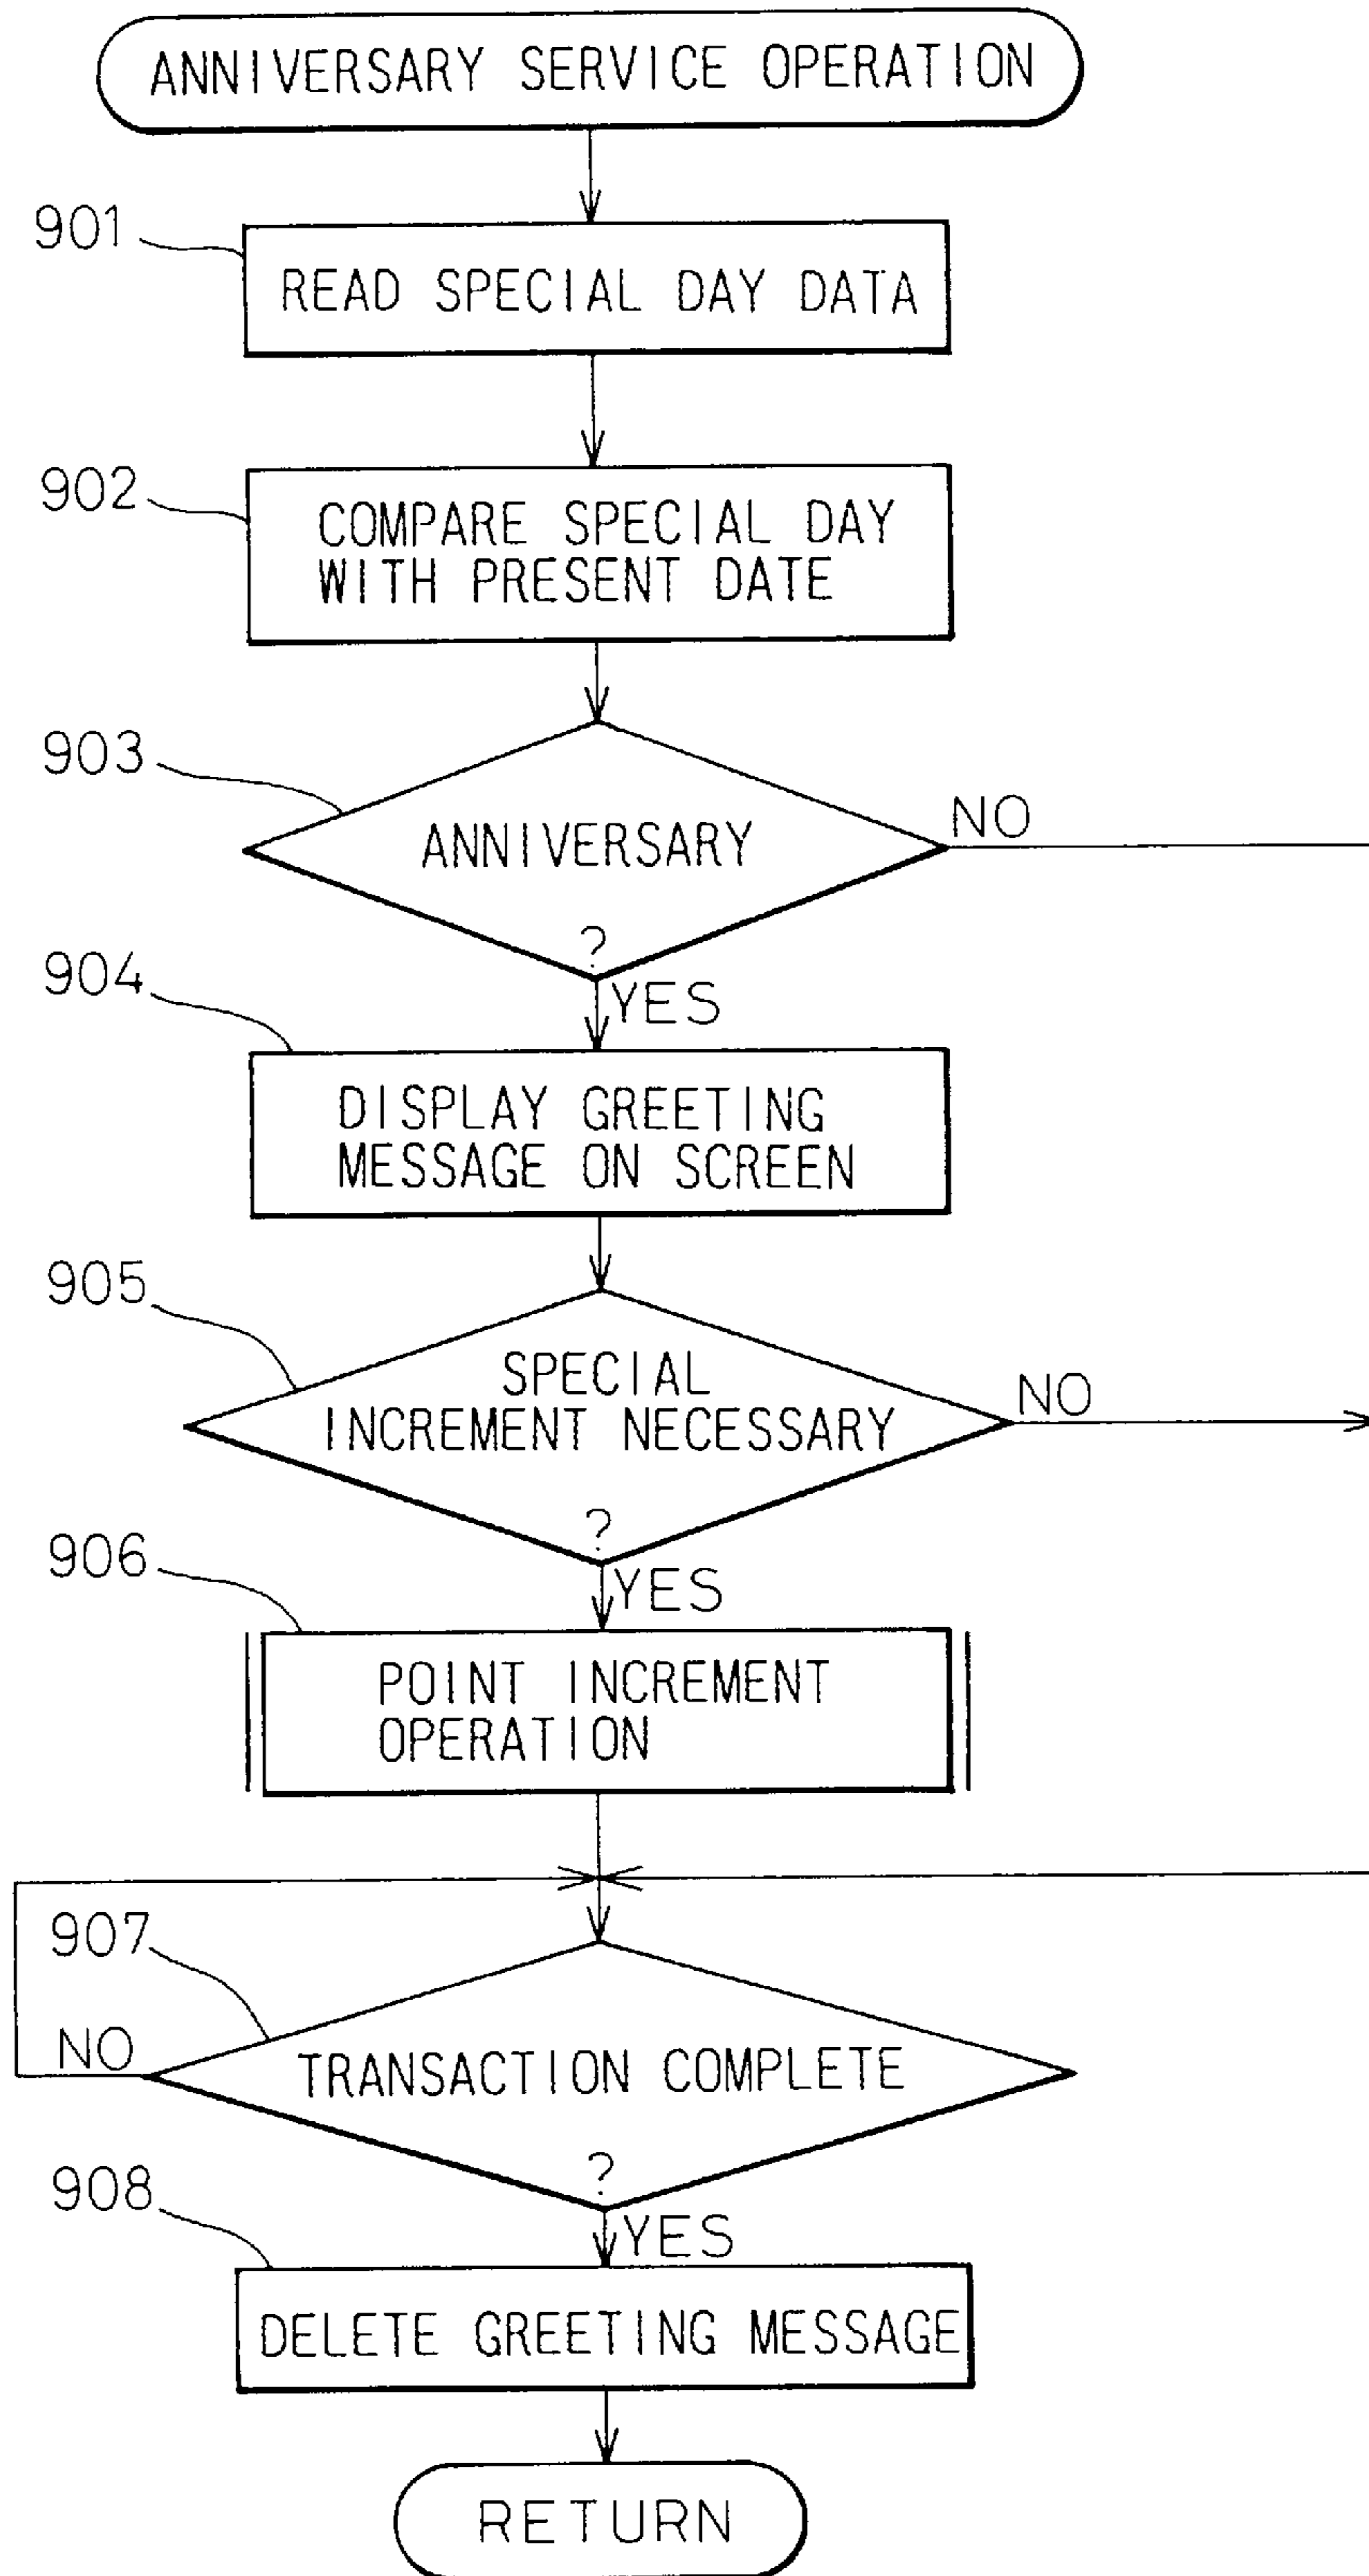 ANNIVERSARY SERVICE OPERATION
901
READ SPECIAL DAY DATA
902
COMPARE SPECIAL DAY
WITH PRESENT DATE
903
ANNIVERSARY
?
NO
YES
904
DISPLAY GREETING
MESSAGE ON SCREEN
905
SPECIAL
INCREMENT NECESSARY
?
NO
YES
906
POINT INCREMENT
OPERATION
907
NO
TRANSACTION COMPLETE
?
YES
908
DELETE GREETING MESSAGE
RETURN